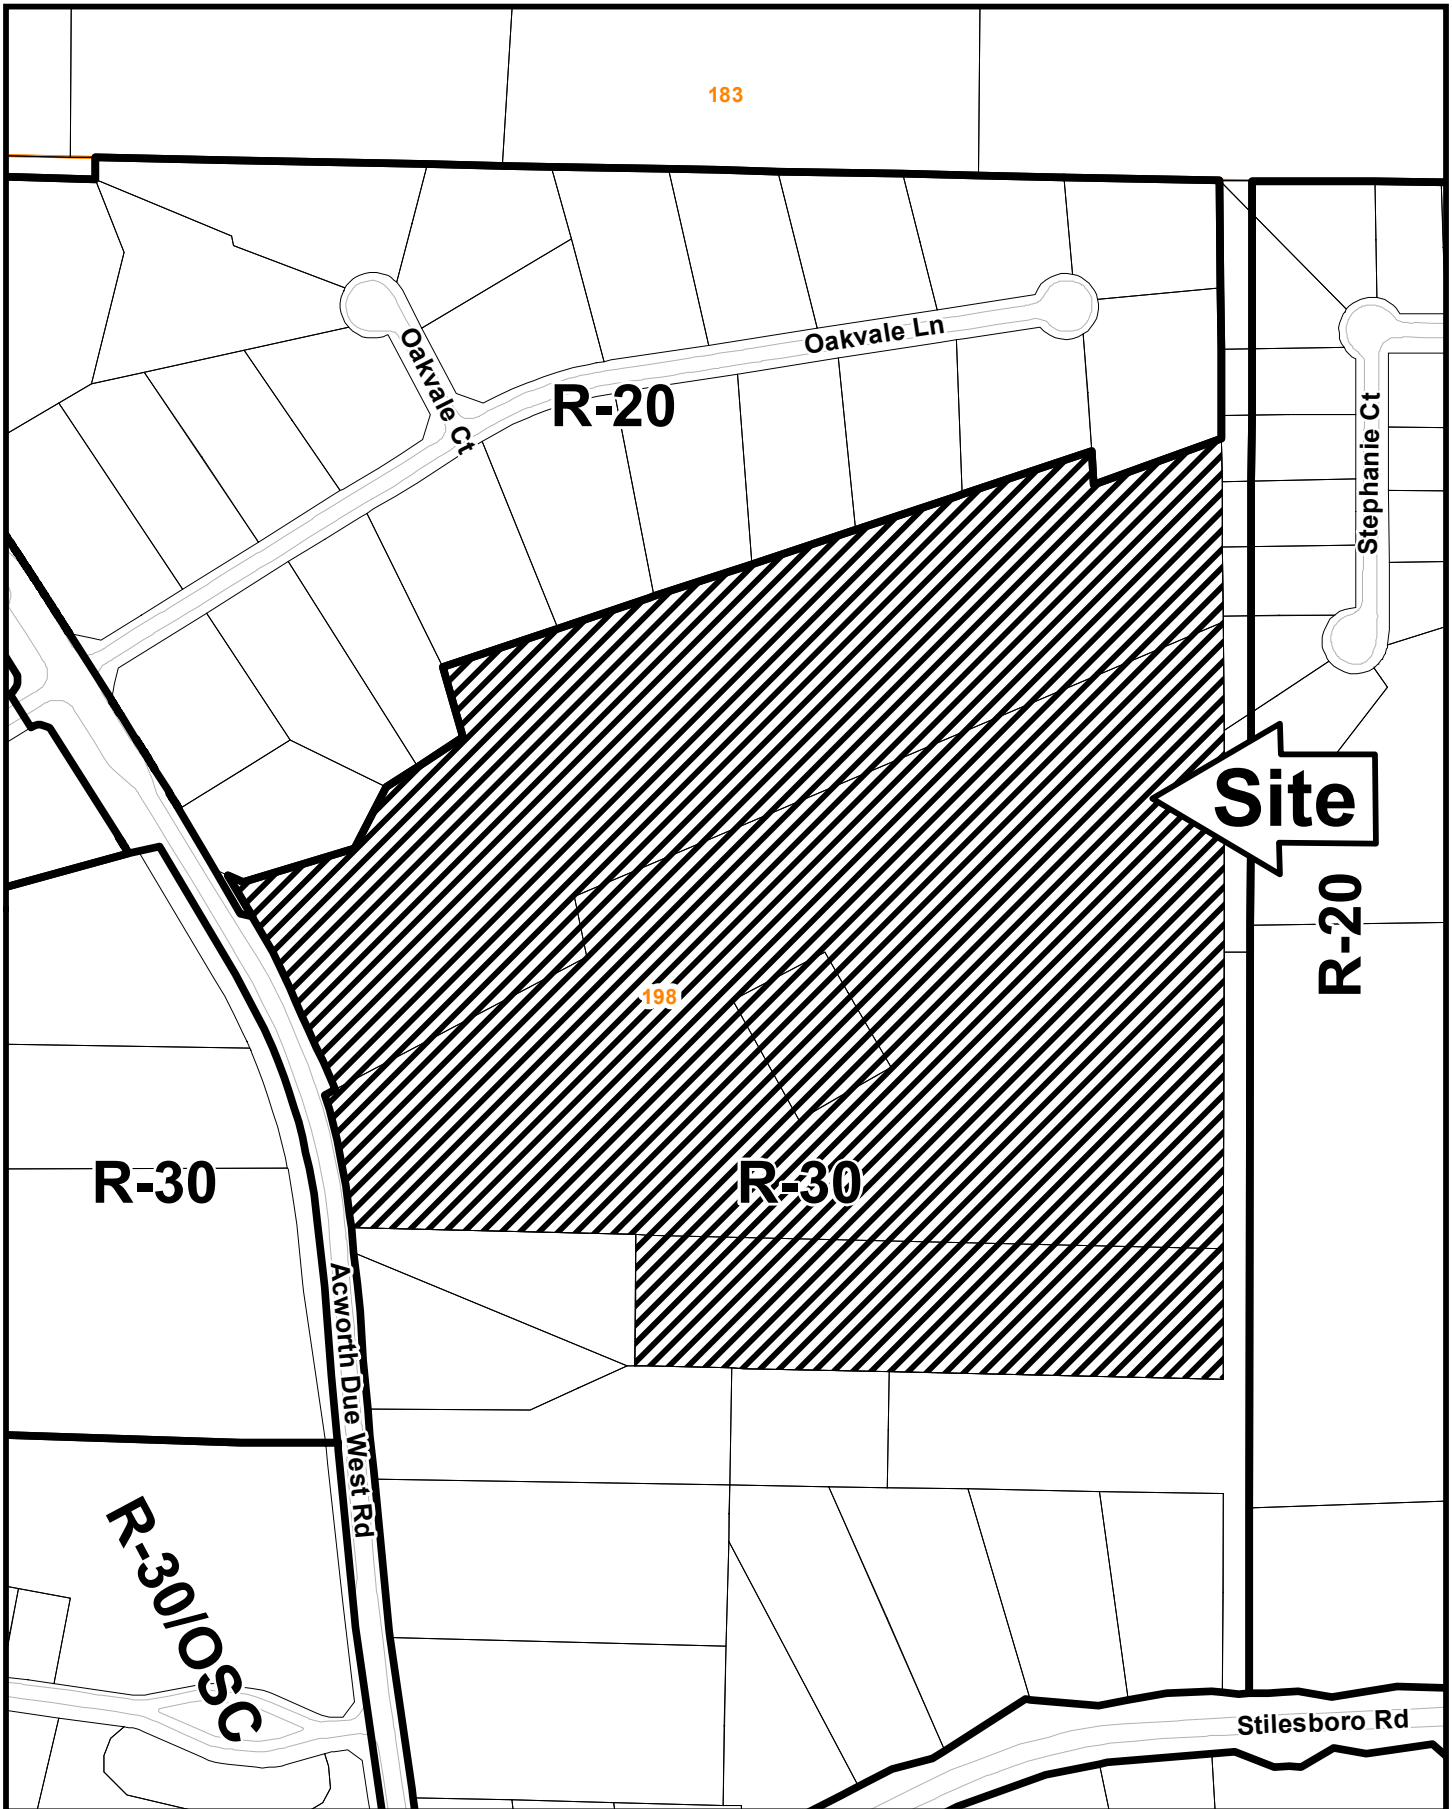 183
Oakvale Ln
Oakvale Ct
R-20
Stephanie Ct
Site
R-20
198
R-30
R-30
Acworth Due West Rd
R-30/OSC
Stilesboro Rd